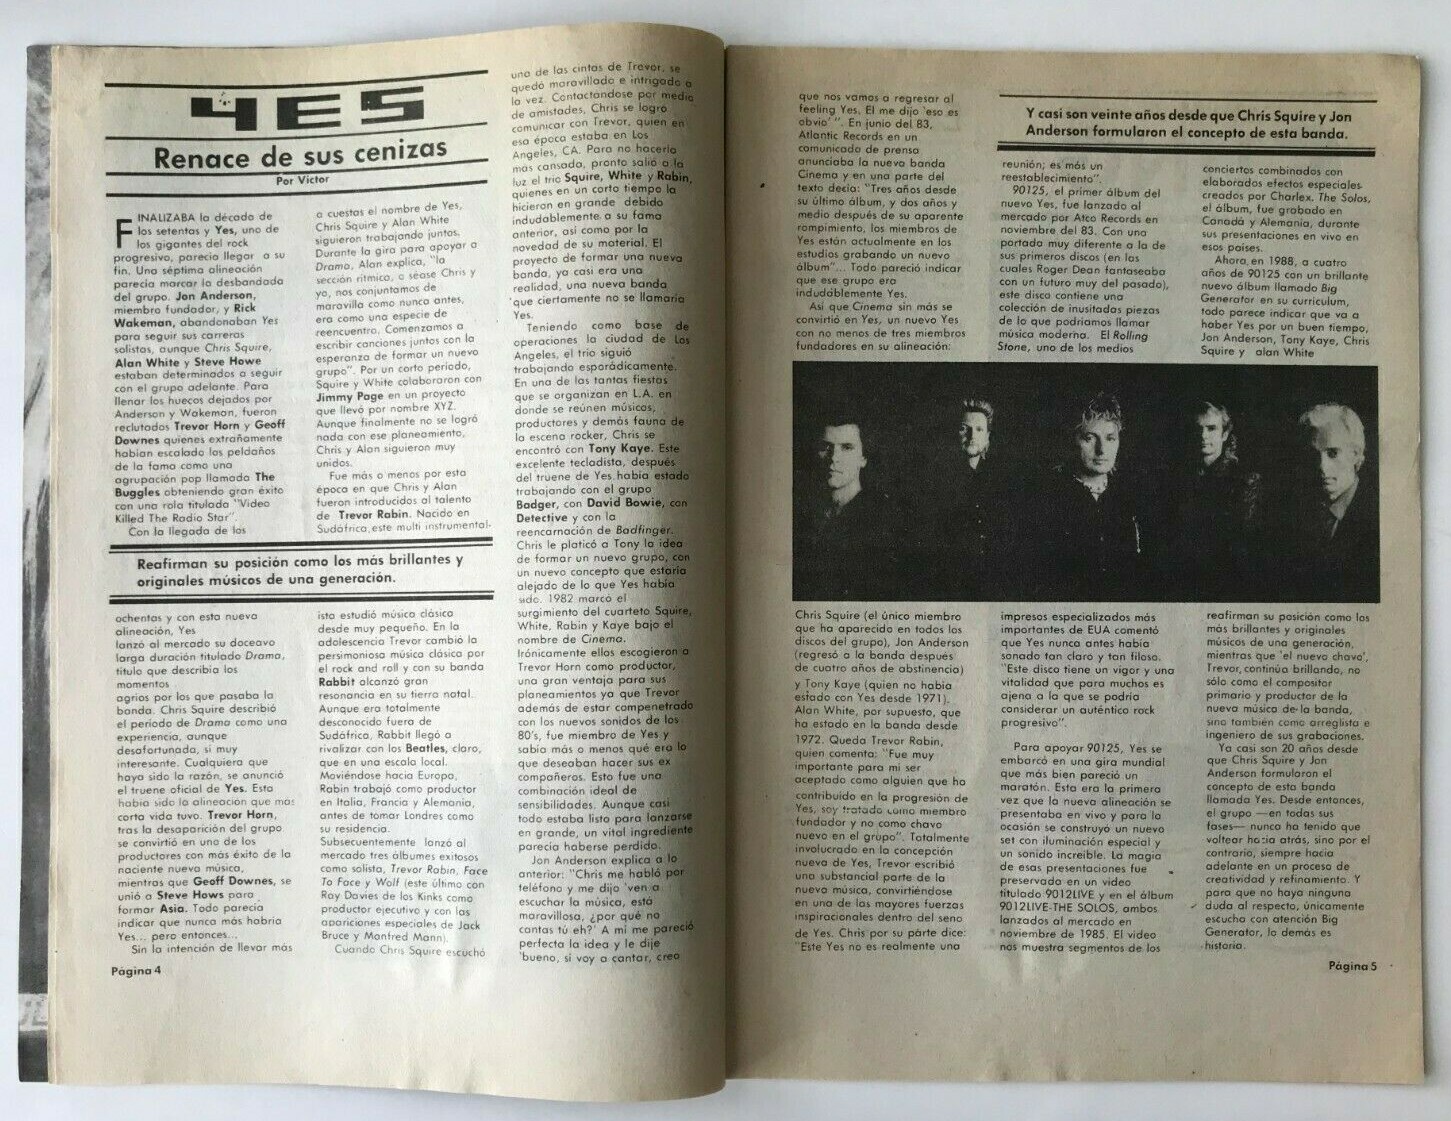 YES
Renace de sus cenizas
Por Victor
FINALIZABA la década de
los setentas y Yes, uno de
los gigantes del rock
progresivo, parecia llegar a su
fin. Una séptima alineación
parecia marcar la desbandada
del grupo. Jon Anderson,
miembro fundador, y Rick
Wakeman, abandonaban Yes
para seguir sus carreras
solistas, aunque Chris Squire,
Alan White y Steve Howe
estaban determinados a seguir
con el grupo adelante. Para
llenar los huecos dejados por
Anderson y Wakeman, fueron
reclutados Trevor Horn y Geoff
Downes quienes extrañamente
habian escalado los peldaños
de la fama como una
agrupación pop llamada The
Buggles obteniendo gran éxito
con una rola titulada "Video
Killed The Radio Star".
Con la llegada de los
Reafirman su posición como los más brillantes y
originales músicos de una generación.
ochentas y con esta nueva
alineación, Yes
lanzó al mercado su doceavo
larga duración titulado Drama,
titulo que describia los
momentos
agrios por los que pasaba la
banda. Chris Squire describió
el periodo de Drama como una
experiencia, aunque
desafortunada, si muy
interesante. Cualquiera que
haya sido la razón, se anunció
el truene oficial de Yes. Esta
habia sido la alineacion que mas
corta vida tuvo. Trevor Horn,
tras la desaparición del grupo
se convirtió en uno de los
productores con más éxito de la
naciente nueva música,
mientras que Geoff Downes, se
unió a Steve Hows para
formar Asia. Todo parecia
indicar que nunca más habria
Yes... pero entonces...
Sin la intención de llevar más
Página 4
a cuestas el nombre de Yes,
Chris Squire y Alan White
siguieron trabajando juntos.
Durante la gira para apoyar a
Drama, Alan explica, "la
sección ritmica, o séase Chris y
yo, nos conjuntamos de
maravilla como nunca antes,
era como una especie de
reencuentro. Comenzamos a
escribir canciones juntos con la
esperanza de formar un nuevo
grupo". Por un corto periodo,
Squire y White colaboraron con
Jimmy Page en un proyecto
que llevó por nombre XYZ.
Aunque finalmente no se logró
nada con ese planeamiento,
Chris y Alan siguieron muy
unidos.
Fue más o menos por esta
época en que Chris y Alan
fueron introducidos al talento
de Trevor Rabin. Nacido en
Sudáfrica, este multi instrumental-
ista estudió música clásica
desde muy pequeño. En la
adolescencia Trevor cambió la
persimoniosa música clásica por
el rock and roll y con su banda
Rabbit alcanzó gran
resonancia en su tierra natal.
Aunque era totalmente
desconocido fuera de
Sudáfrica, Rabbit llegó a
rivalizar con los Beatles, claro,
que en una escala local.
Moviéndose hacia Europa,
Rabin trabajo como productor
en Italia, Francia y Alemania,
antes de tomar Londres como
su residencia.
Subsecuentemente lanzó al
mercado tres álbumes exitosos
como solista, Trevor Rabin, Face
To Face y Wolf (este último con
Ray Davies de los Kinks como
productor ejecutivo y con las
apariciones especiales de Jack
Bruce y Manfred Mann).
Cuando Chris Squire escuchó
una de las cintas de Trevor, se
quedó maravillado e intrigado a
la vez. Contactandose por medio
de amistades, Chris se logró
comunicar con Trevor, quien en
esa época estaba en Los
Angeles, CA. Para no hacerla
mas cansada, pronto salió a la
luz el trio Squire, White y Rabin,
quienes en un corto tiempo la
hicieron en grande debido
indudablemente a su fama
anterior, asi como por la
novedad de su material. El
proyecto de formar una nueva
banda, ya casi era una
realidad, una nueva banda
que ciertamente no se llamaria
Yes.
Teniendo como base de
operaciones la ciudad de Los
Angeles, el trio siguió
trabajando esporádicamente.
En una de las tantas fiestas
que se organizan en L.A. en
donde se reúnen músicos,
productores y demás fauna de
la escena rocker, Chris se
encontró con Tony Kaye. Este
excelente tecladista, después
del truene de Yes habia estado
trabajando con el grupo
Badger, con David Bowie, con
Detective y con la
reencarnación de Badfinger.
Chris le platicó a Tony la idea
de formar un nuevo grupo, con
un nuevo concepto que estaria
alejado de lo que Yes habia
sido. 1982 marcó el
surgimiento del cuarteto Squire,
White, Rabin y Kaye bajo el
nombre de Cinema.
Irónicamente ellos escogieron a
Trevor Horn como productor,
una gran ventaja para sus
planeamientos ya que Trevor
además de estar compenetrado
con los nuevos sonidos de los
80's, fue miembro de Yes y
sabia más o menos qué era lo
que deseaban hacer sus ex
compañeros. Esto fue una
combinación ideal de
sensibilidades. Aunque casi
todo estaba listo para lanzarse
en grande, un vital ingrediente
parecia haberse perdido.
Jon Anderson explica a lo
anterior: "Chris me habló por
teléfono y me dijo 'ven a
escuchar la música, está
maravillosa, ¿por qué no
cantas tú eh?' A mi me pareció
perfecta la idea y le dije
'bueno, si voy a cantar, creo
que nos vamos a regresar al
feeling Yes. El me dijo 'eso es
obvio' ". En junio del 83,
Atlantic Records en un
comunicado de prensa
anunciaba la nueva banda
Cinema y en una parte del
texto decia: "Tres años desde
su último álbum, y dos años y
medio después de su aparente
rompimiento, los miembros de
Yes están actualmente en los
estudios grabando un nuevo
álbum"... Todo pareció indicar
que ese grupo era
indudáblemente Yes.
Asi que Cinema sin más se
convirtió en Yes, un nuevo Yes
con no menos de tres miembros
fundadores en su alineación:
Chris Squire (el único miembro
que ha aparecido en todos los
discos del grupo), Jon Anderson
(regresó a la banda después
de cuatro años de abstinencia)
y Tony Kaye (quien no habia
estado con Yes desde 1971).
Alan White, por supuesto, que
ha estado en la banda desde
1972. Queda Trevor Rabin,
quien comenta: "Fue muy
importante para mi ser
aceptado como alguien que ha
contribuido en la progresión de
Yes, soy tratado como miembro
fundador y no como chavo
nuevo en el grupo". Totalmente
involucrado en la concepción
nueva de Yes, Trevor escribió
una substancial parte de la
nueva música, convirtiéndose
en una de las mayores fuerzas
inspiracionales dentro del seno
de Yes. Chris por su parte dice:
"Este Yes no es realmente una
Y casi son veinte años desde que Chris Squire y Jon
Anderson formularon el concepto de esta banda.
reunión; es más un
reestablecimiento".
90125, el primer álbum del
nuevo Yes, fue lanzado al
mercado por Atco Records en
noviembre del 83. Con una
portada muy diferente a la de
sus primeros discos (en las
cuales Roger Dean fantaseaba
con un futuro muy del pasado),
este disco contiene una
colección de inusitadas piezas
de lo que podriamos llamar
música moderna. El Rolling
Stone, uno de los medios
impresos especializados más
importantes de EUA comentó
que Yes nunca antes habia
sonado tan claro y tan filoso.
"Este disco tiene un vigor y una
vitalidad que para muchos es
ajena a la que se podria
considerar un auténtico rock
progresivo".
Para apoyar 90125, Yes se
embarcó en una gira mundial
que más bien pareció un
maratón. Esta era la primera
vez que la nueva alineación se
presentaba en vivo y para la
ocasión se construyó un nuevo
set con iluminación especial y
un sonido increible. La magia
de esas presentaciones fue
preservada en un video
titulado 9012LIVE y en el álbum
9012LIVE-THE SOLOS, ambos
lanzados al mercado en
noviembre de 1985. El video
nos muestra segmentos de los
conciertos combinados con
elaborados efectos especiales
creados por Charlex. The Solos,
el álbum, fue grabado en
Canadá y Alemania, durante
sus presentaciones en vivo en
esos paises.
Ahora, en 1988, a cuatro
años de 90125 con un brillante
nuevo álbum llamado Big
Generator en su curriculum,
todo parece indicar que va a
haber Yes por un buen tiempo,
Jon Anderson, Tony Kaye, Chris
Squire y alan White
reafirman su posición como los
más brillantes y originales
músicos de una generación,
mientras que 'el nuevo chavo',
Trevor, continúa brillando, no
sólo como el compositor
primario y productor de la
nueva música de la banda,
sino también como arreglista e
ingeniero de sus grabaciones.
Ya casi son 20 años desde
que Chris Squire y Jon
Anderson formularon el
concepto de esta banda
llamada Yes. Desde entonces,
el grupo —en todas sus
fases— nunca ha tenido que
voltear hacia atrás, sino por el
contrario, siempre hacia
adelante en un proceso de
creatividad y refinamiento. Y
para que no haya ninguna
duda al respecto, únicamente
escucha con atención Big
Generator, lo demás es
historia.
Página 5